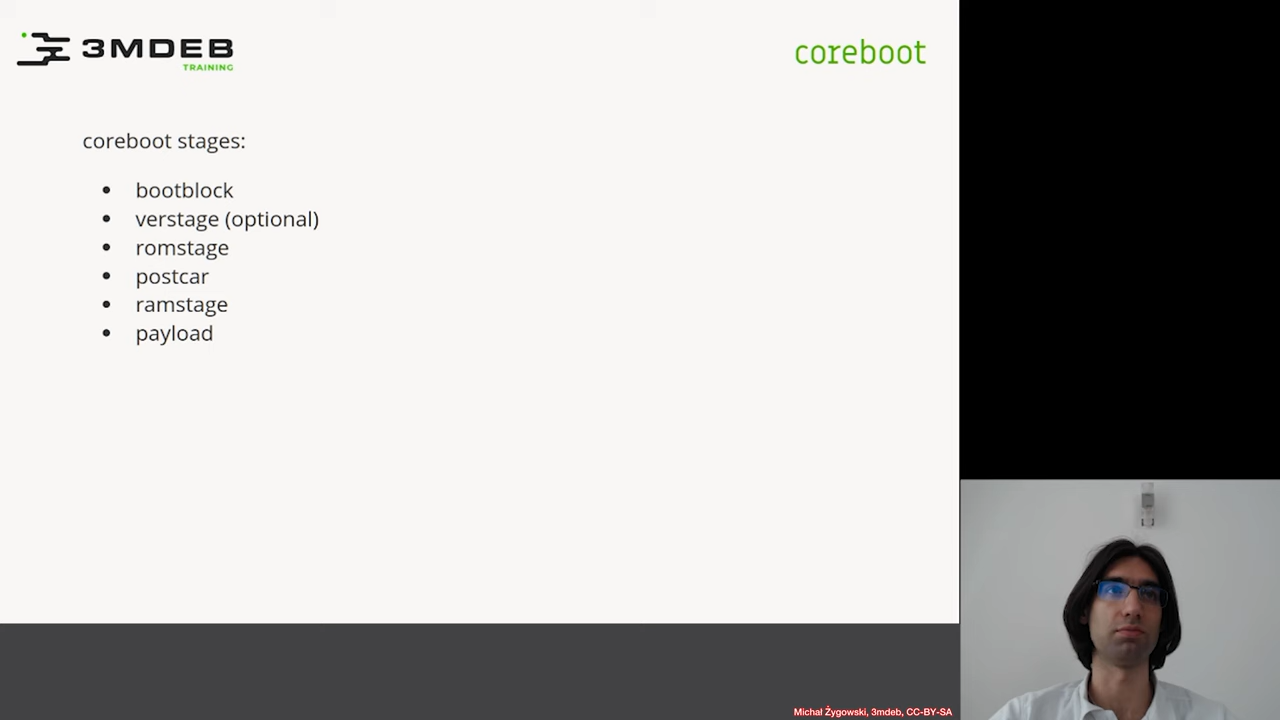 3MDEB
TRAINING
coreboot
coreboot stages:
• bootblock
• verstage (optional)
• romstage
• postcar
• ramstage
• payload
Michał Żygowski, 3mdeb, CC-BY-SA